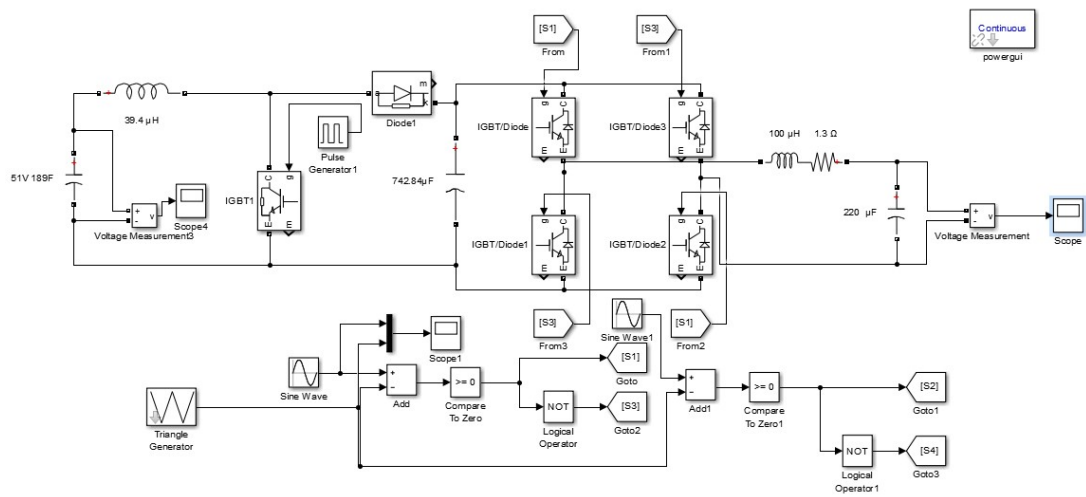 [S1]
From
[S3]
From1
Continuous
powergui
39.4 µH
a
m
k
Diode1
Pulse
Generator1
g
C
IGBT/Diode
m
E
g
C
IGBT/Diode3
m
E
100 µH
1.3 Ω
51V 189F
+
-
v
Scope4
Voltage Measurement3
IGBT1
C
g
E
m
742.84µF
g
C
IGBT/Diode1
m
E
g
C
IGBT/Diode2
m
E
220 µF
+
-
v
Voltage Measurement
Scope
[S3]
From3
Sine Wave1
[S1]
From2
Scope1
Sine Wave
+
−
Add
>= 0
Compare
To Zero
[S1]
Goto
NOT
Logical
Operator
[S3]
Goto2
+
−
Add1
>= 0
Compare
To Zero1
[S2]
Goto1
NOT
Logical
Operator1
[S4]
Goto3
Triangle
Generator